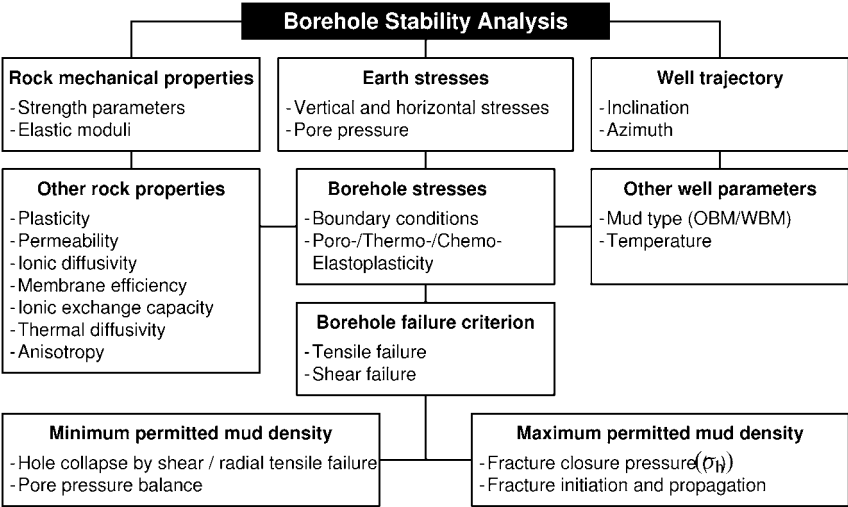 Borehole Stability Analysis
Rock mechanical properties
- Strength parameters
- Elastic moduli
Earth stresses
- Vertical and horizontal stresses
- Pore pressure
Well trajectory
- Inclination
- Azimuth
Other rock properties
- Plasticity
- Permeability
- Ionic diffusivity
- Membrane efficiency
- Ionic exchange capacity
- Thermal diffusivity
- Anisotropy
Borehole stresses
- Boundary conditions
- Poro-/Thermo-/Chemo-
Elastoplasticity
Other well parameters
- Mud type (OBM/WBM)
- Temperature
Borehole failure criterion
- Tensile failure
- Shear failure
Minimum permitted mud density
- Hole collapse by shear / radial tensile failure
- Pore pressure balance
Maximum permitted mud density
- Fracture closure pressure (σh)
- Fracture initiation and propagation